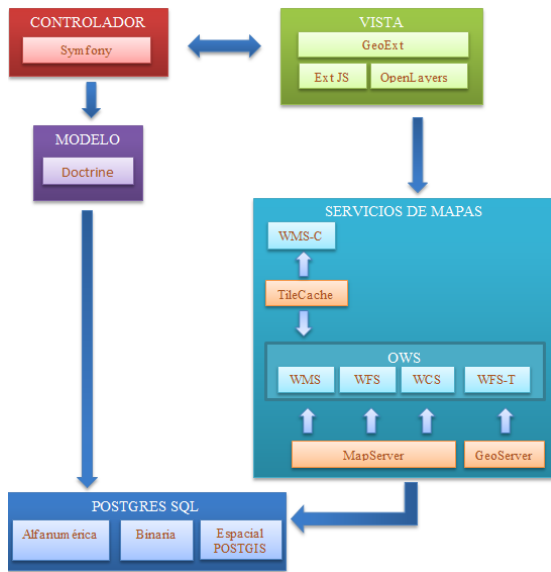 CONTROLADOR
Symfony
VISTA
GeoExt
Ext JS
OpenLayers
MODELO
Doctrine
SERVICIOS DE MAPAS
WMS-C
TileCache
OWS
WMS
WFS
WCS
WFS-T
MapServer
GeoServer
POSTGRES SQL
Alfanumérica
Binaria
Espacial
POSTGIS